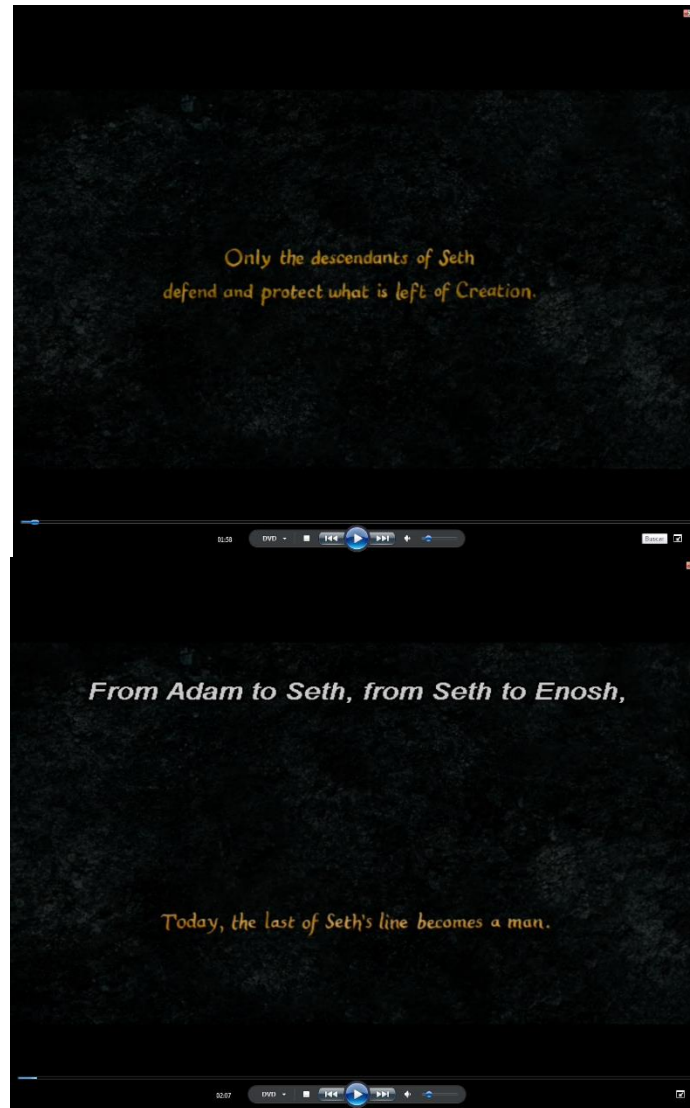 Only the descendants of Seth
defend and protect what is left of Creation.
01:58
DVD
Buscar
From Adam to Seth, from Seth to Enosh,
Today, the last of Seth's line becomes a man.
02:07
DVD